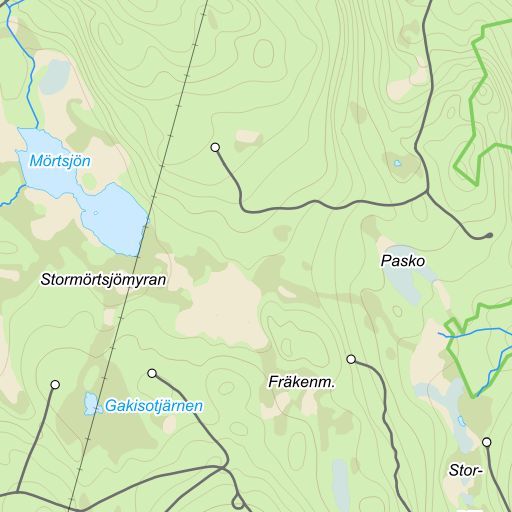 Mörtsjön
Pasko
Stormörtsjömyran
Fräkenm.
Gakisotjärnen
Stor-